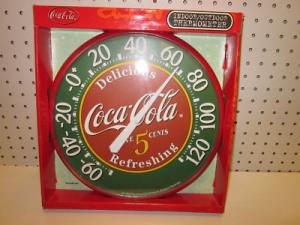 Coca-Cola
INDOOR/OUTDOOR
THERMOMETER
-60 -40 -20 -0+ 20 40 60 80 100 120
Delicious
Coca-Cola
5 CENTS
Refreshing